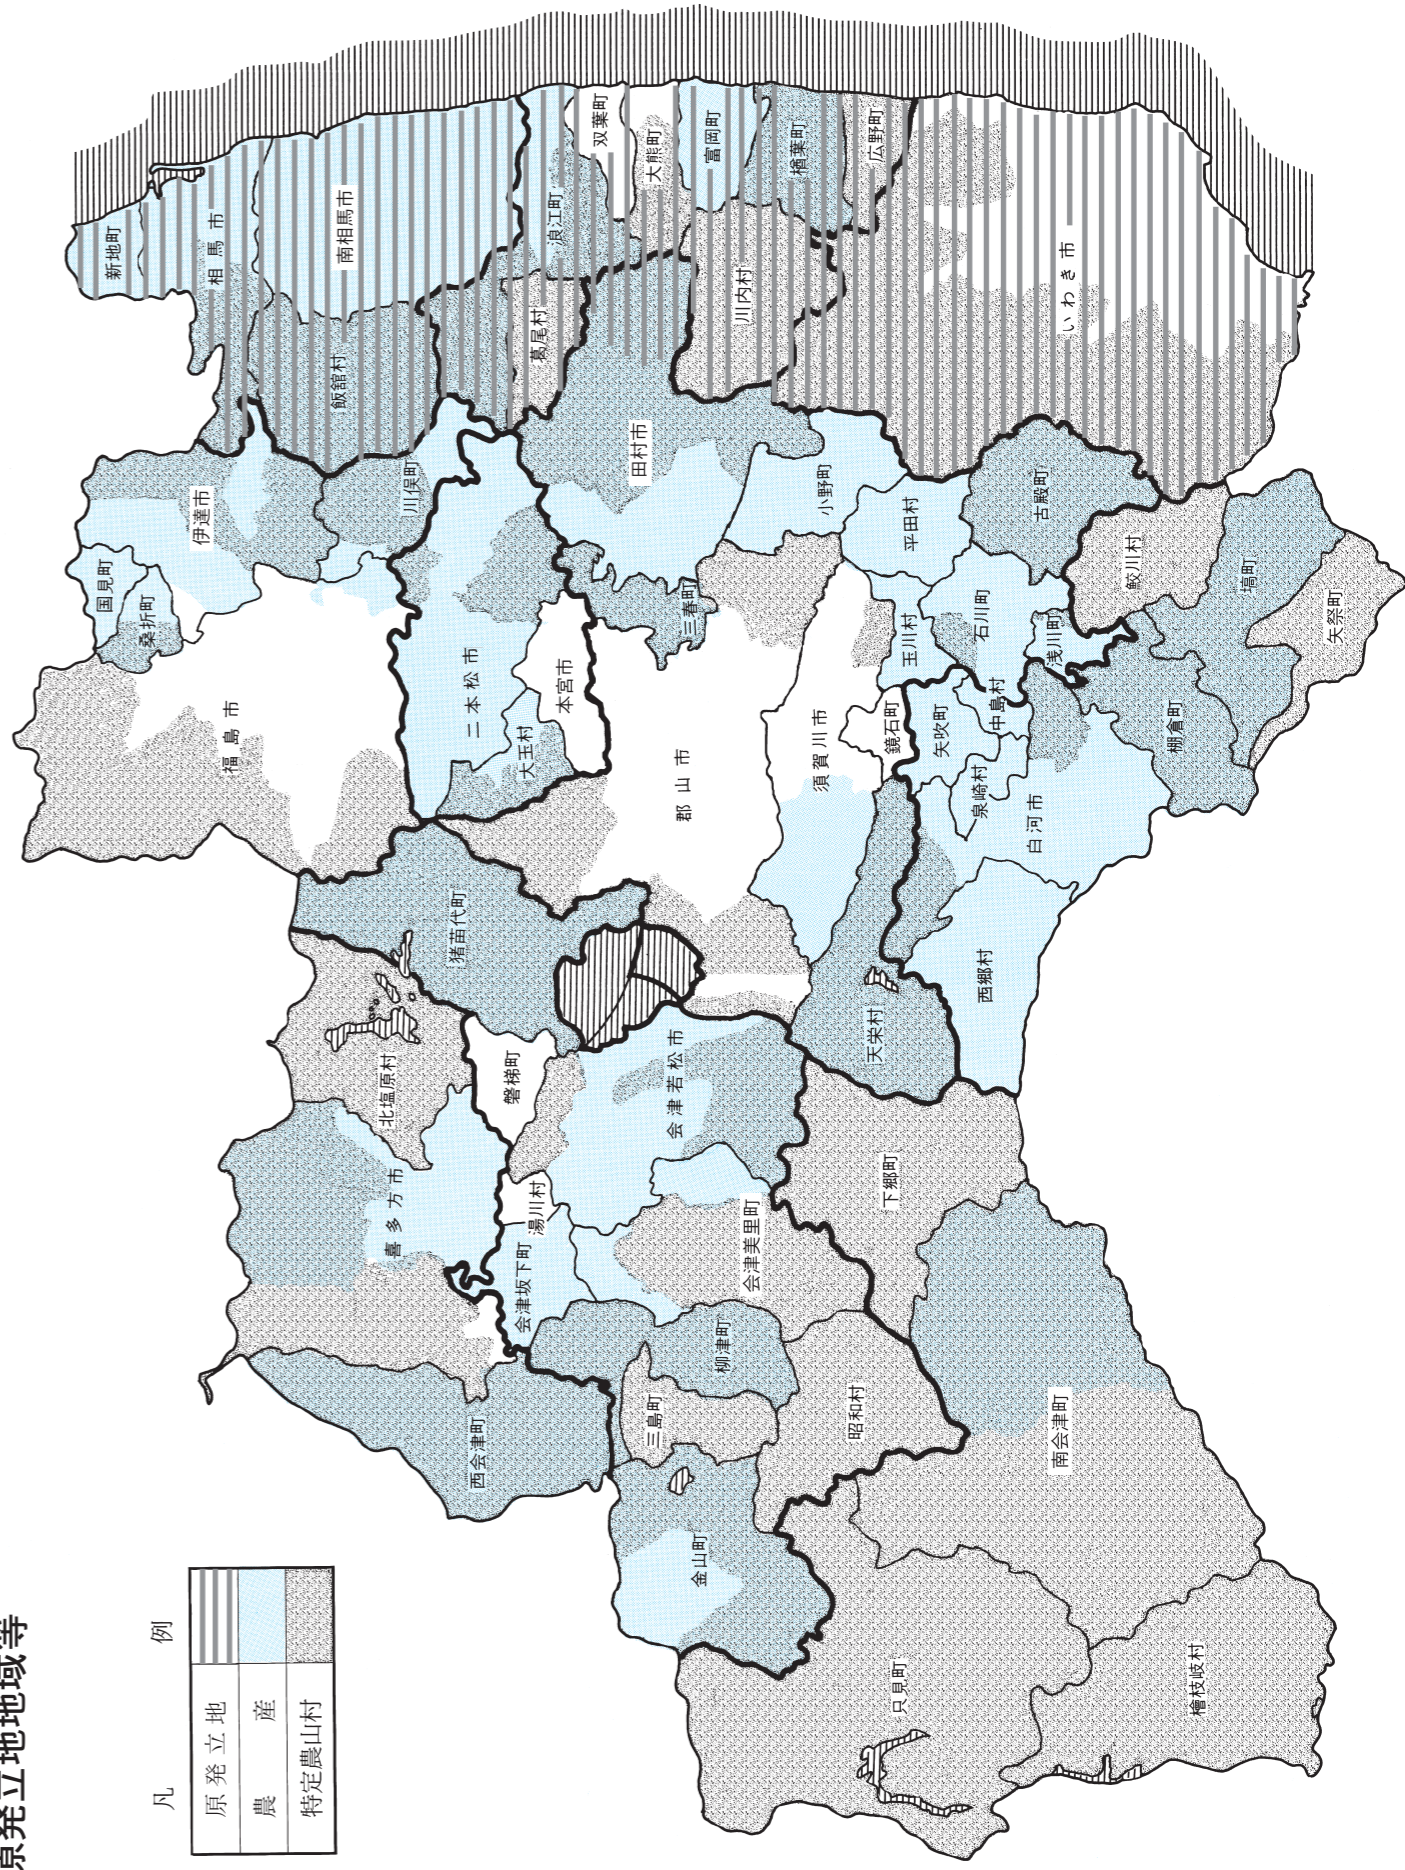 原発立地地域等
凡例
原発立地
農産
特定農山村
新地町
相馬市
南相馬市
飯舘村
浪江町
双葉町
大熊町
富岡町
楢葉町
広野町
葛尾村
川内村
いわき市
伊達市
国見町
桑折町
川俣町
福島市
二本松市
大玉村
本宮市
田村市
三春町
小野町
郡山市
須賀川市
鏡石町
天栄村
平田村
玉川村
石川町
古殿町
浅川町
鮫川村
塙町
矢祭町
棚倉町
矢吹町
中島村
泉崎村
白河市
西郷村
猪苗代町
北塩原村
磐梯町
喜多方市
西会津町
会津若松市
湯川村
会津坂下町
会津美里町
柳津町
三島町
金山町
昭和村
下郷町
南会津町
只見町
檜枝岐村